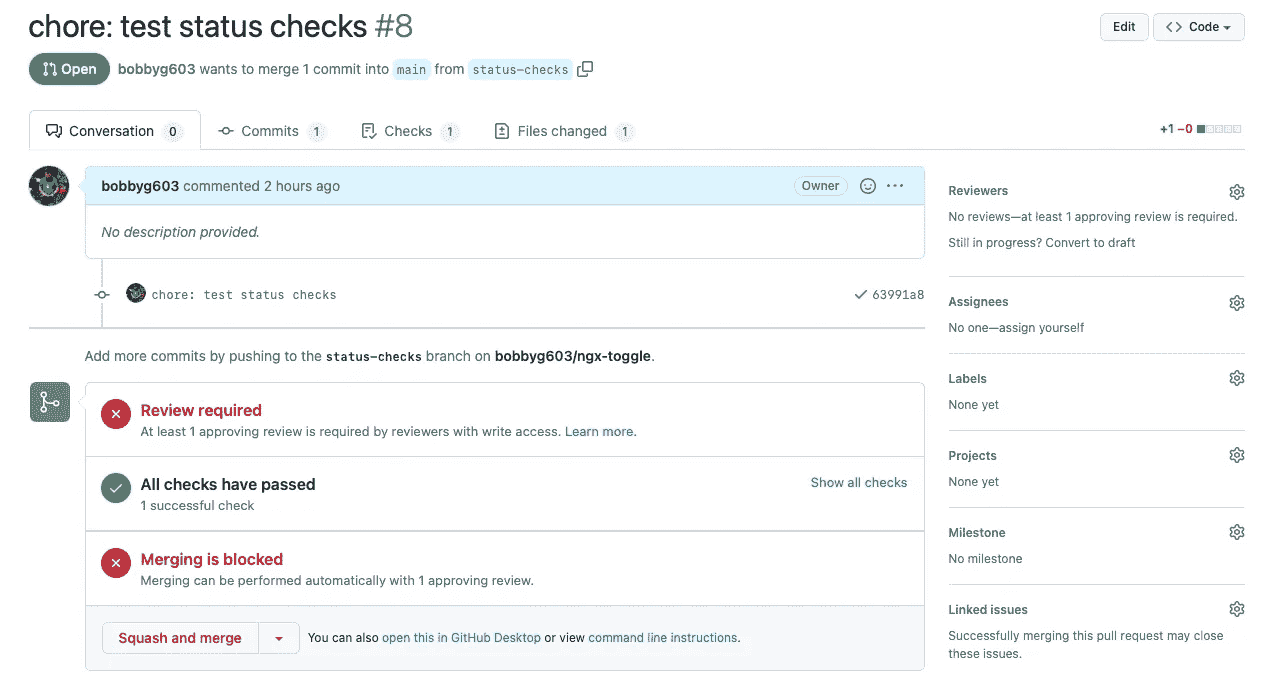 chore: test status checks #8
Edit
Code
Open
bobbyg603 wants to merge 1 commit into main from status-checks
Conversation 0
Commits 1
Checks 1
Files changed 1
+1 −0
bobbyg603 commented 2 hours ago
Owner
No description provided.
chore: test status checks
63991a8
Add more commits by pushing to the status-checks branch on bobbyg603/ngx-toggle.
Review required
At least 1 approving review is required by reviewers with write access. Learn more.
All checks have passed
1 successful check
Show all checks
Merging is blocked
Merging can be performed automatically with 1 approving review.
Squash and merge
You can also open this in GitHub Desktop or view command line instructions.
Reviewers
No reviews—at least 1 approving review is required.
Still in progress? Convert to draft
Assignees
No one—assign yourself
Labels
None yet
Projects
None yet
Milestone
No milestone
Linked issues
Successfully merging this pull request may close
these issues.